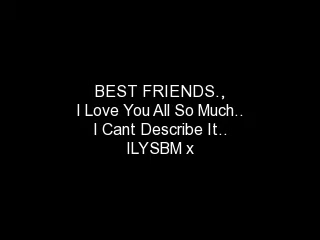 BEST FRIENDS.,
I Love You All So Much..
I Cant Describe It..
ILYSBM x